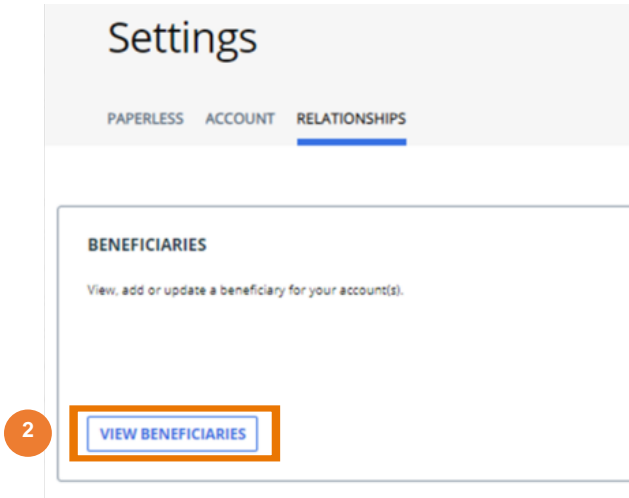 Settings
PAPERLESS ACCOUNT RELATIONSHIPS
BENEFICIARIES
View, add or update a beneficiary for your account(s).
2
VIEW BENEFICIARIES